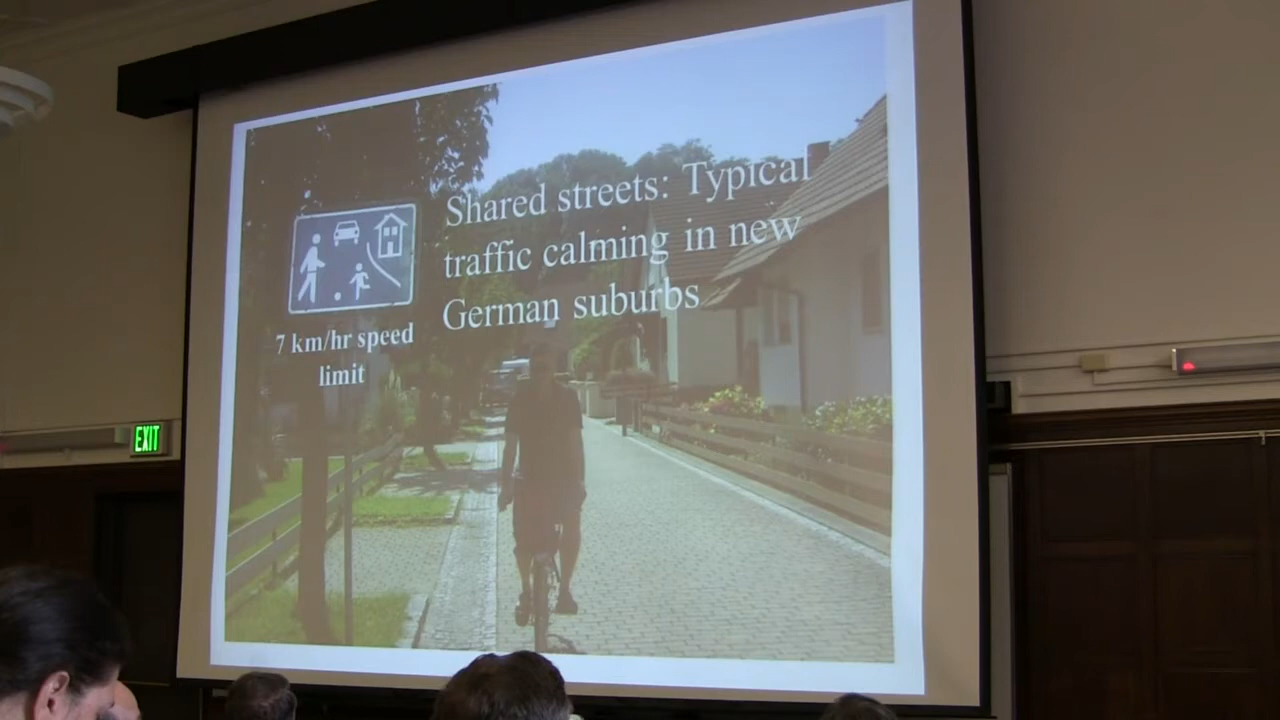 Shared streets: Typical
traffic calming in new
German suburbs
7 km/hr speed
limit
EXIT